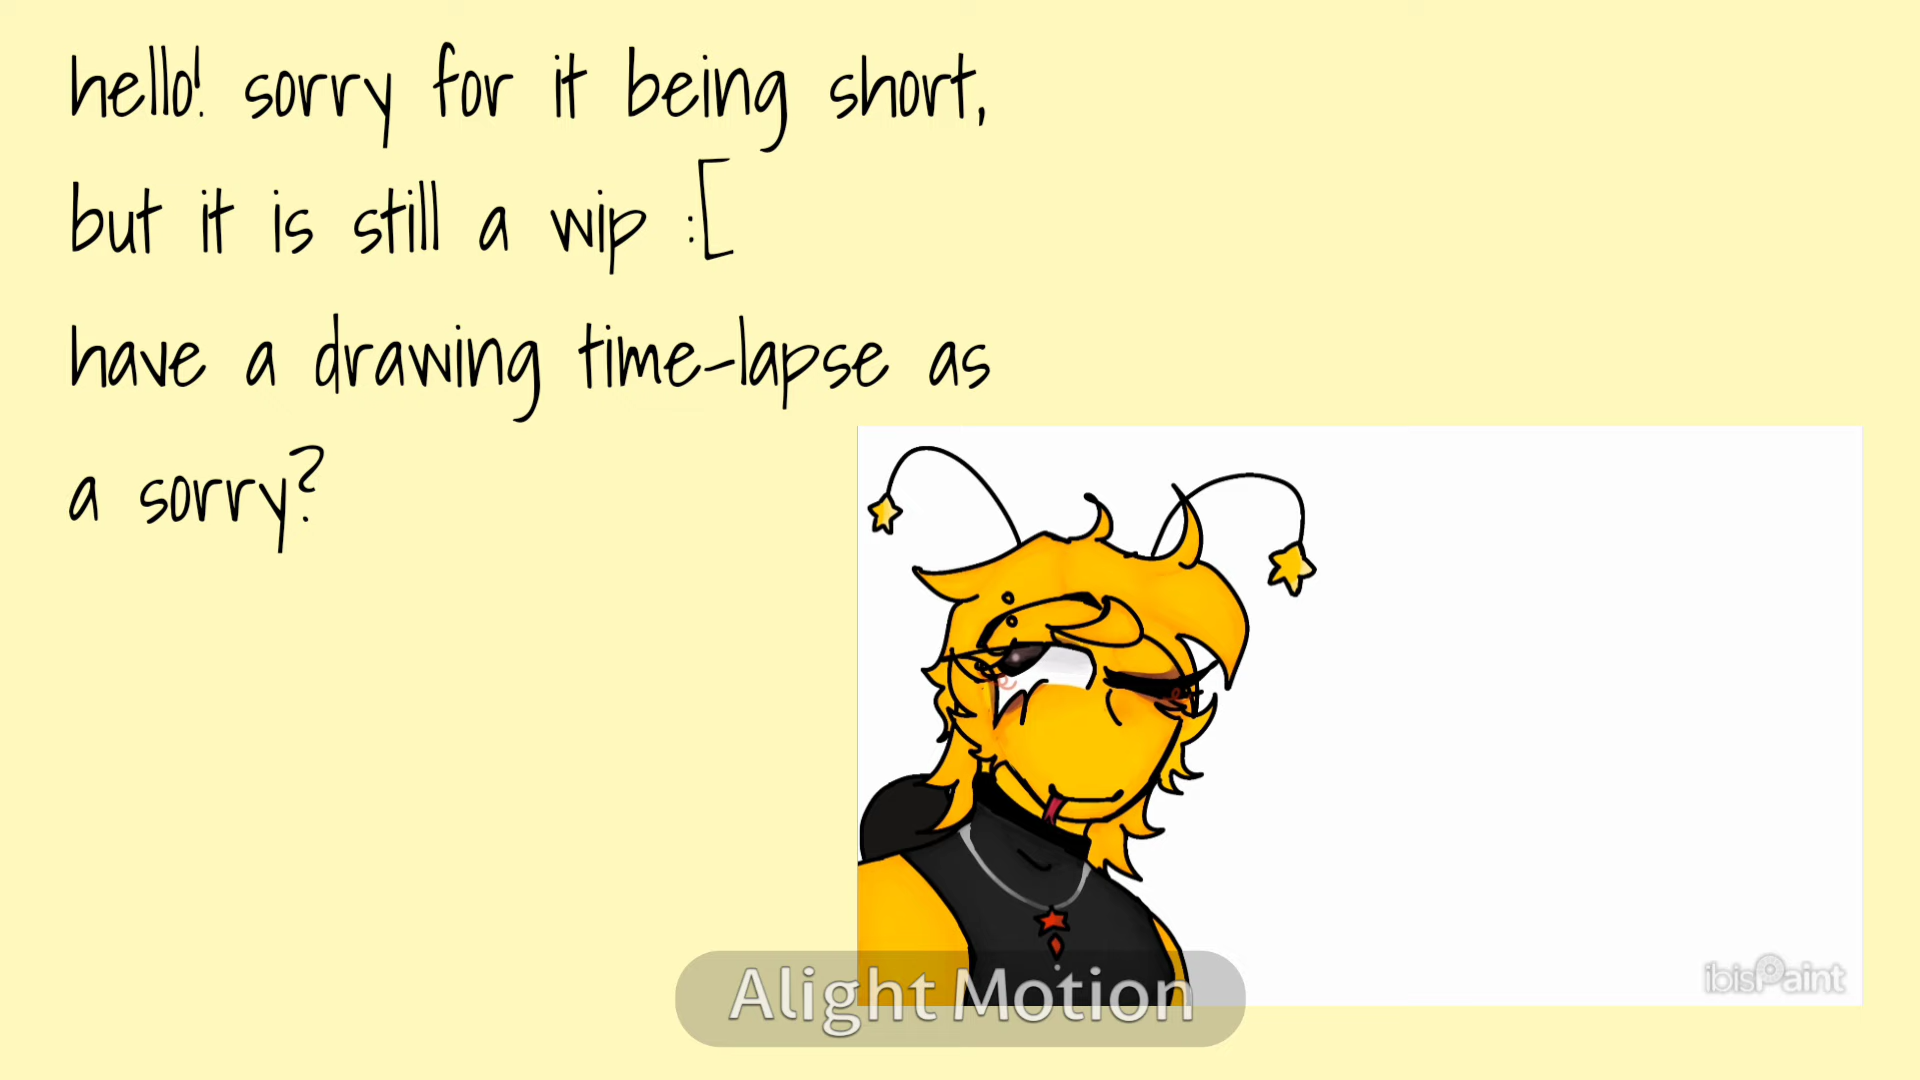 hello! sorry for it being short,
but it is still a wip :[
have a drawing time-lapse as
a sorry?
ibisPaint
Alight Motion